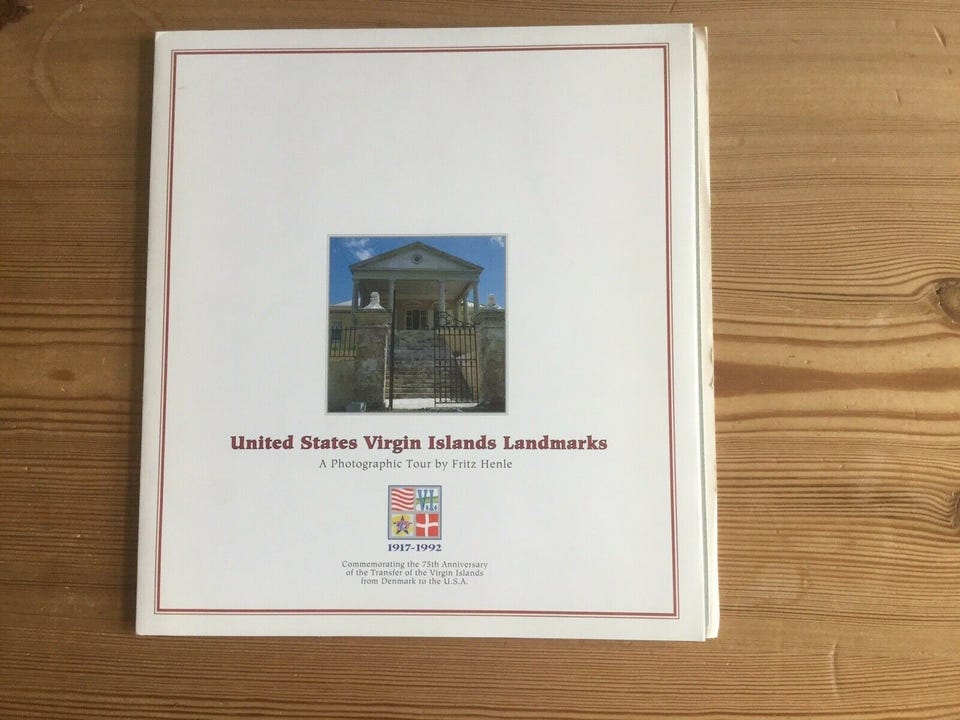 United States Virgin Islands Landmarks
A Photographic Tour by Fritz Henle
V.I.
1917-1992
Commemorating the 75th Anniversary
of the Transfer of the Virgin Islands
from Denmark to the U.S.A.